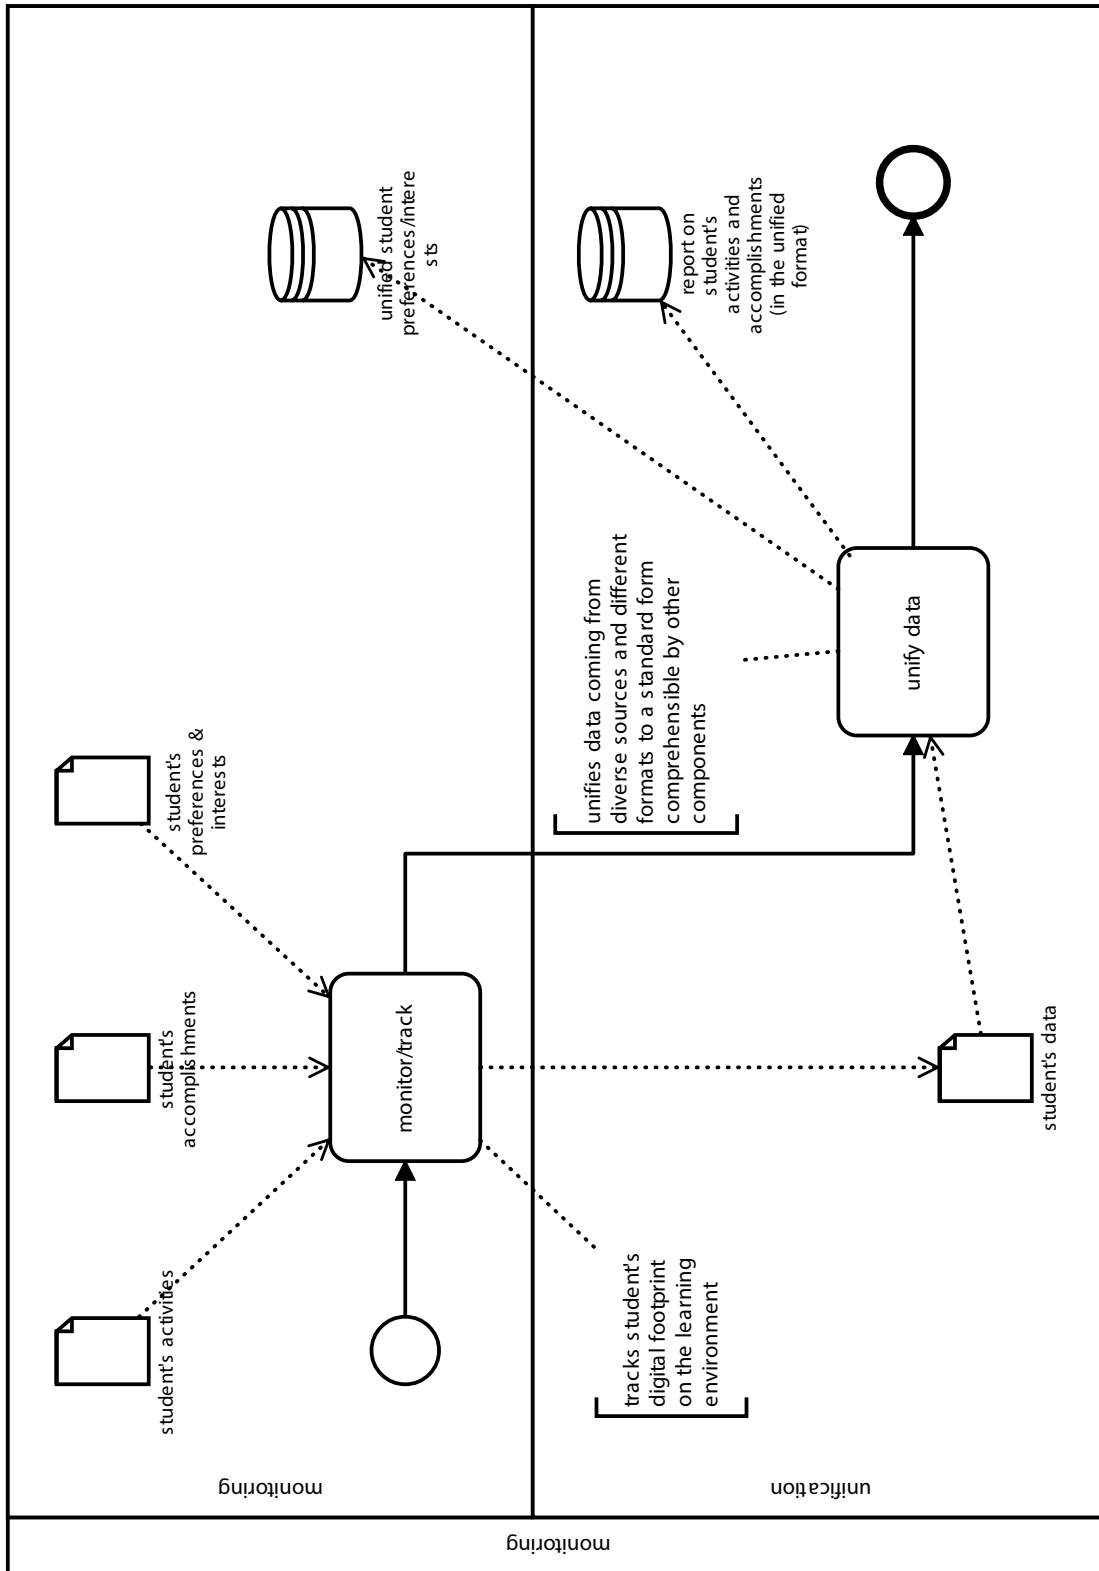 monitoring
monitoring
unification
student's activities
student's
accomplishments
student's
preferences &
interests
monitor/track
unified student
preferences/intere
sts
tracks student's
digital footprint
on the learning
environment
unifies data coming from
diverse sources and different
formats to a standard form
comprehensible by other
components
student's data
unify data
report on
student's
activities and
accomplishments
(in the unified
format)